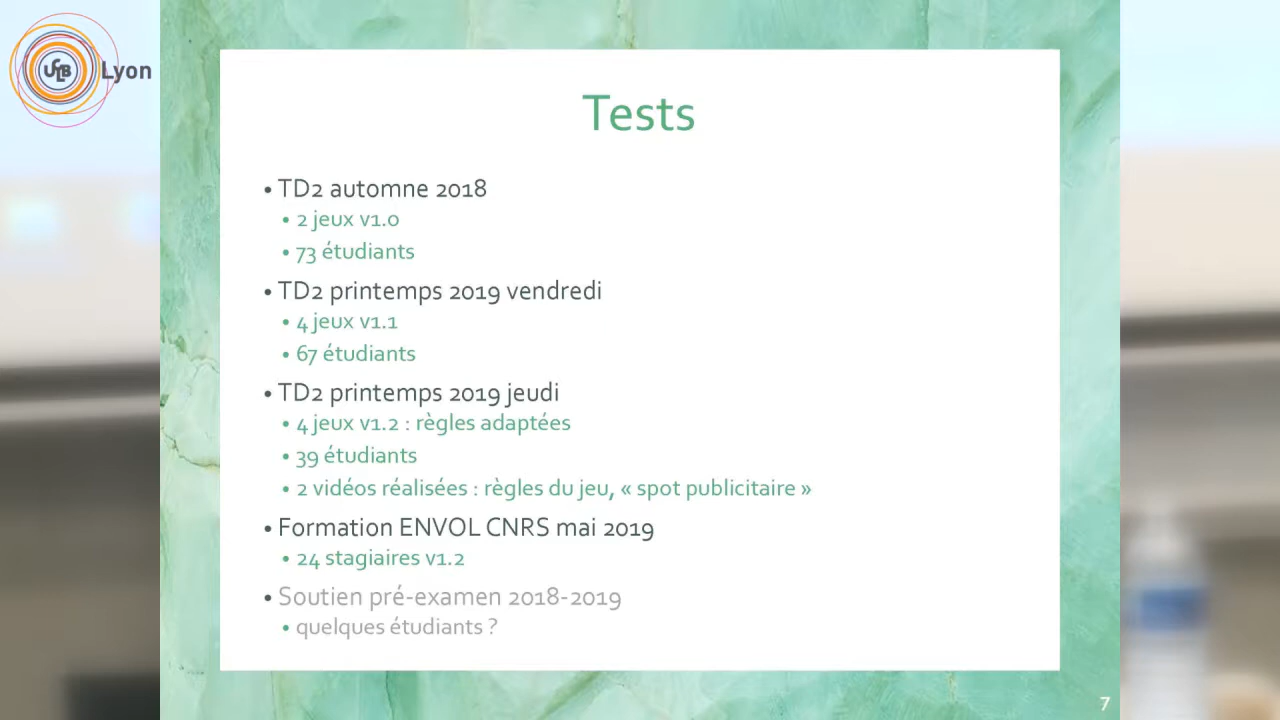 UCLB Lyon
Tests
• TD2 automne 2018
• 2 jeux v1.0
• 73 étudiants
• TD2 printemps 2019 vendredi
• 4 jeux v1.1
• 67 étudiants
• TD2 printemps 2019 jeudi
• 4 jeux v1.2 : règles adaptées
• 39 étudiants
• 2 vidéos réalisées : règles du jeu, « spot publicitaire »
• Formation ENVOL CNRS mai 2019
• 24 stagiaires v1.2
• Soutien pré-examen 2018-2019
• quelques étudiants ?
7